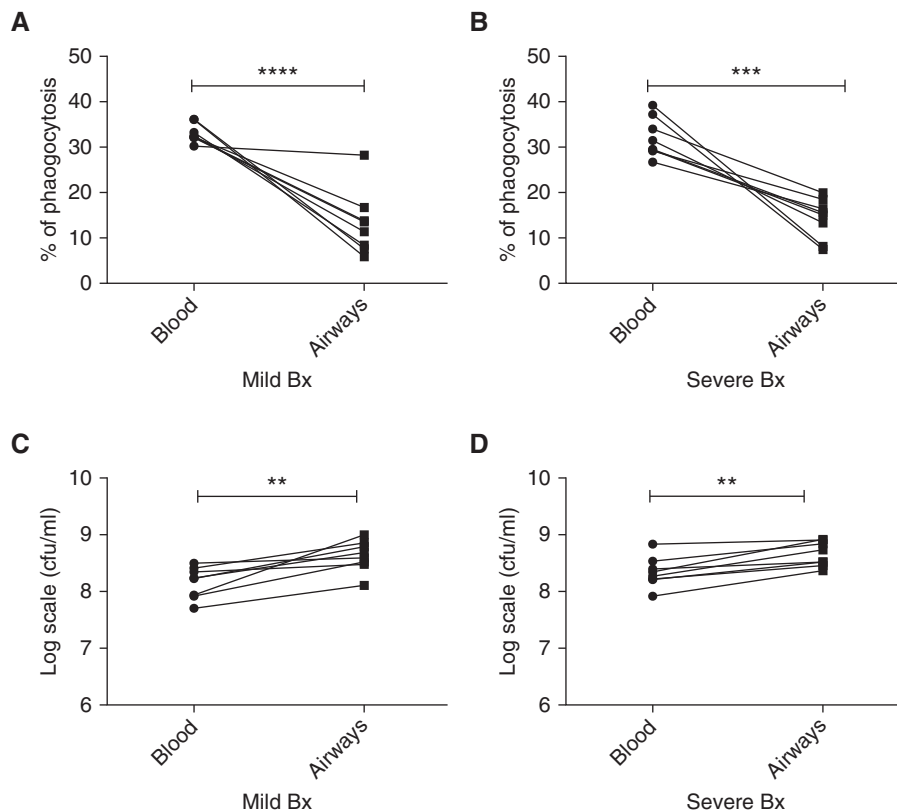 A
50
40
30
20
10
0
% of phaogocytosis
****
Blood
Airways
Mild Bx
B
50
40
30
20
10
0
% of phaogocytosis
***
Blood
Airways
Severe Bx
C
10
9
8
7
6
Log scale (cfu/ml)
**
Blood
Airways
Mild Bx
D
10
9
8
7
6
Log scale (cfu/ml)
**
Blood
Airways
Severe Bx